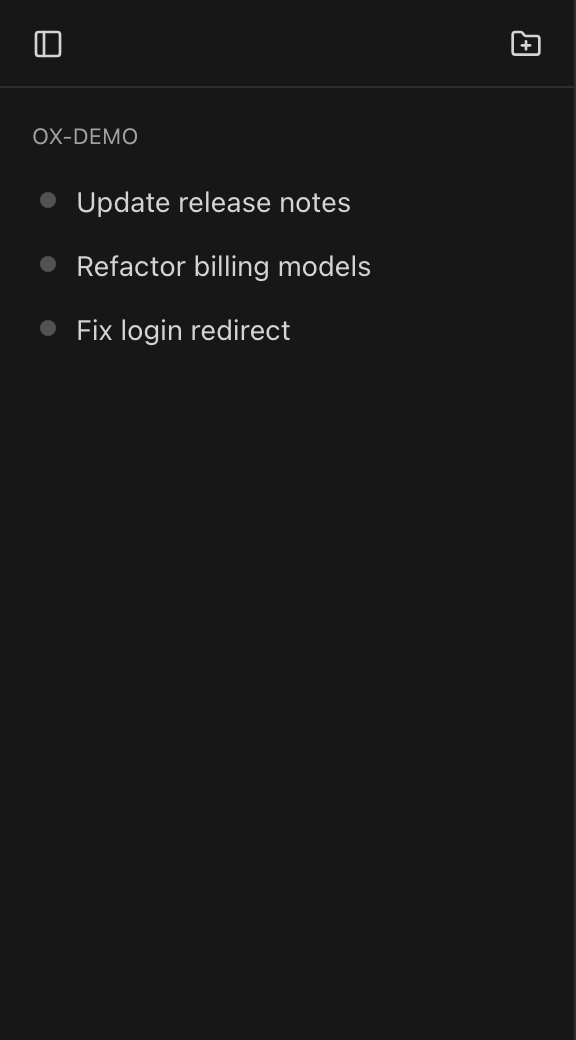 OX-DEMO
Update release notes
Refactor billing models
Fix login redirect